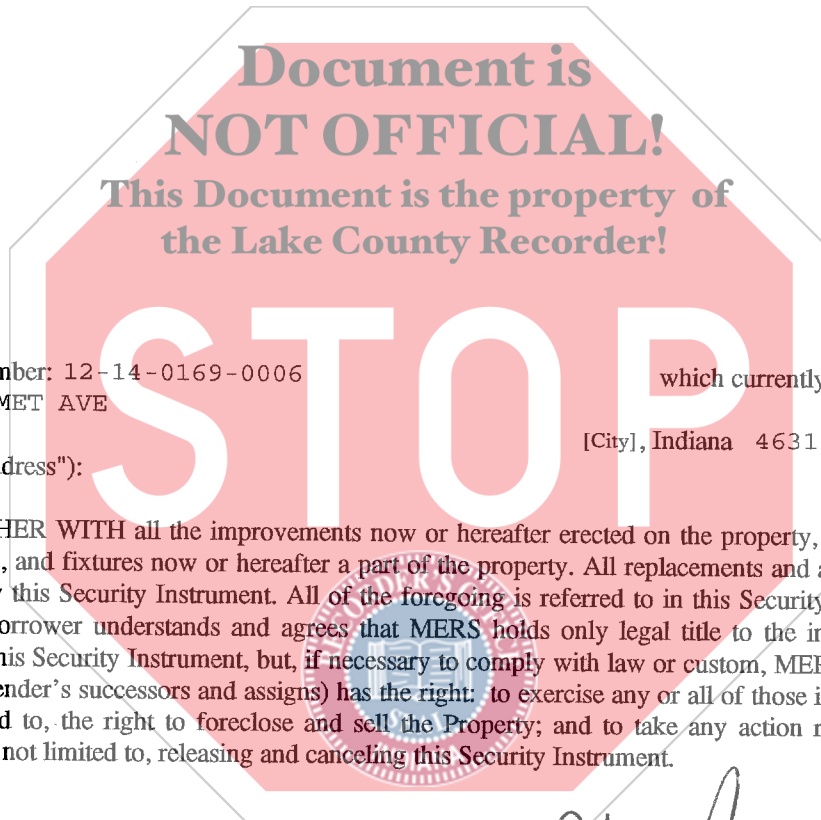 Document is
NOT OFFICIAL!
This Document is the property of
the Lake County Recorder!
STOP
mber: 12-14-0169-0006 which currently
MET AVE
[City], Indiana 4631
dress"):
HER WITH all the improvements now or hereafter erected on the property,
, and fixtures now or hereafter a part of the property. All replacements and a
y this Security Instrument. All of the foregoing is referred to in this Security
orrower understands and agrees that MERS holds only legal title to the in
his Security Instrument, but, if necessary to comply with law or custom, MER
ender's successors and assigns) has the right: to exercise any or all of those i
d to, the right to foreclose and sell the Property; and to take any action r
not limited to, releasing and canceling this Security Instrument.
RECORDER'S OFFICE
SEAL
INDIANA